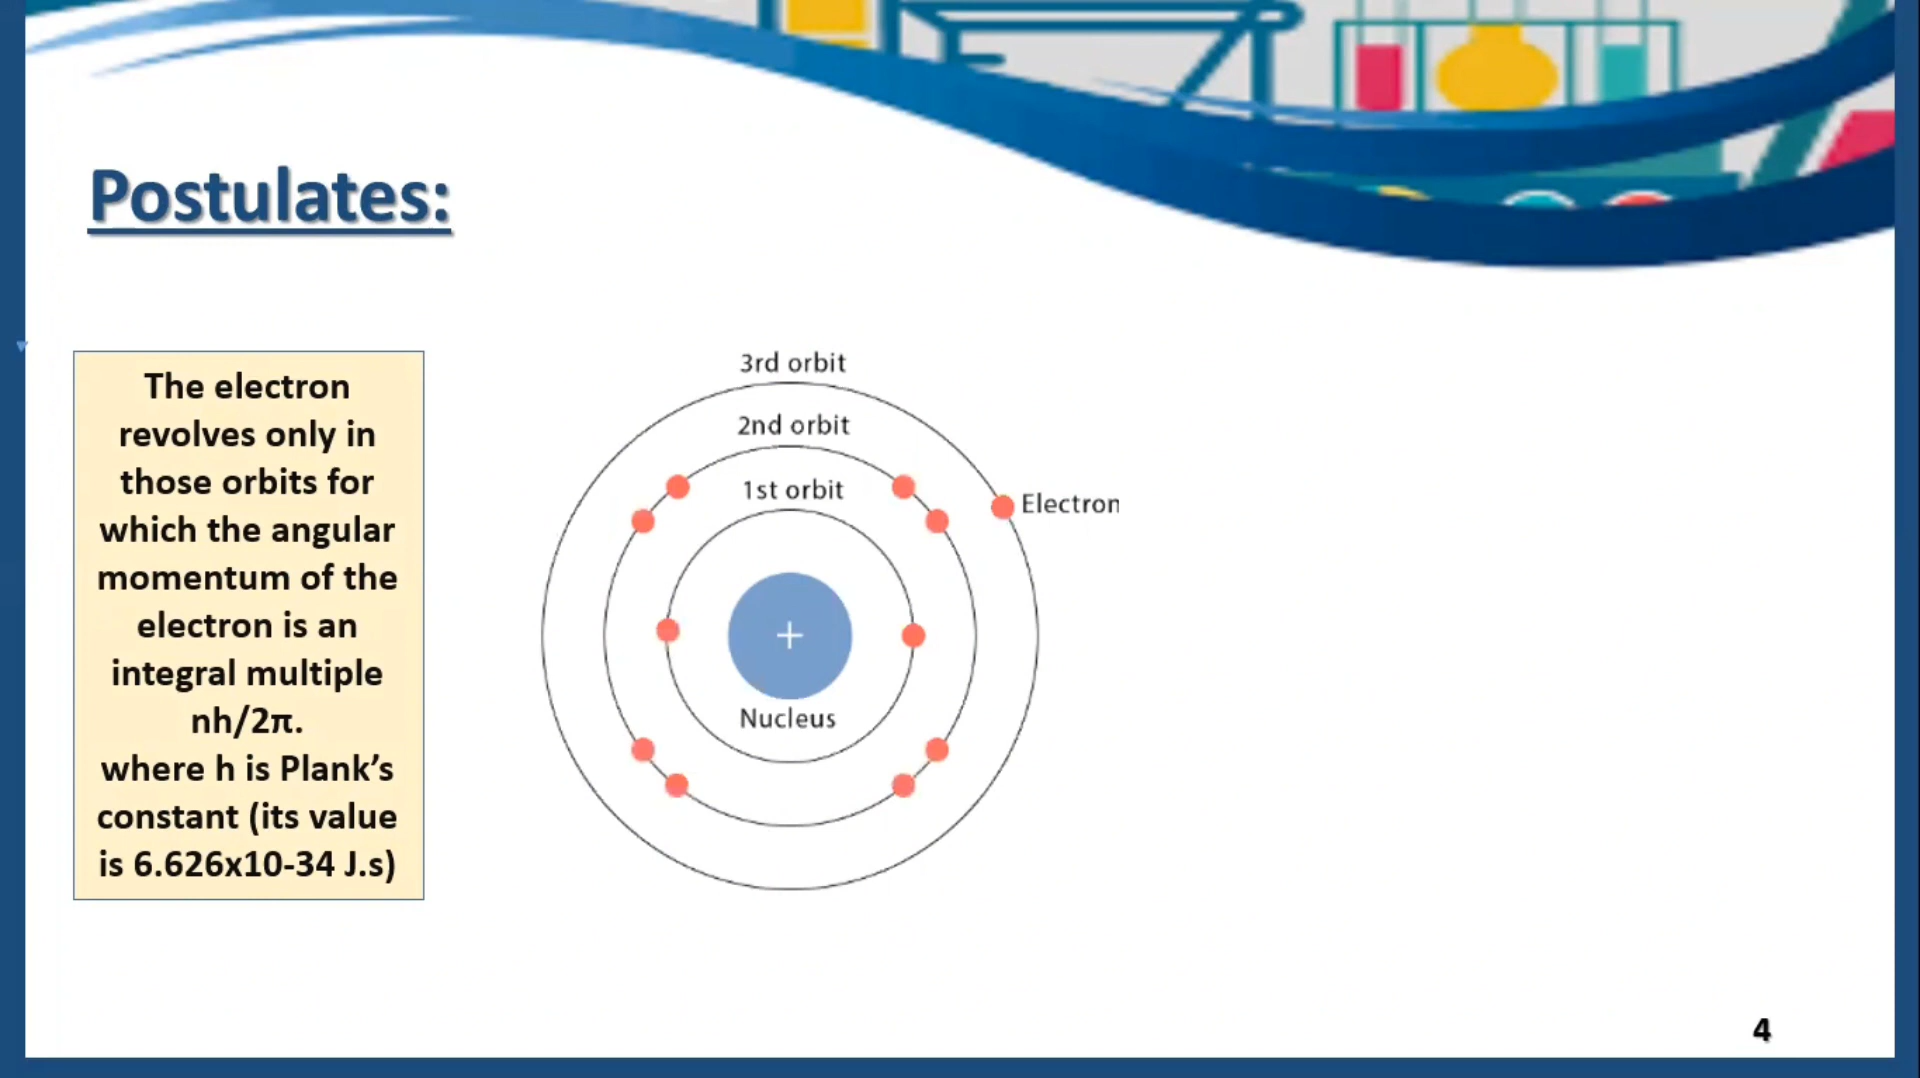 Postulates:
The electron
revolves only in
those orbits for
which the angular
momentum of the
electron is an
integral multiple
nh/2π.
where h is Plank’s
constant (its value
is 6.626x10-34 J.s)
3rd orbit
2nd orbit
1st orbit
Electron
+
Nucleus
4